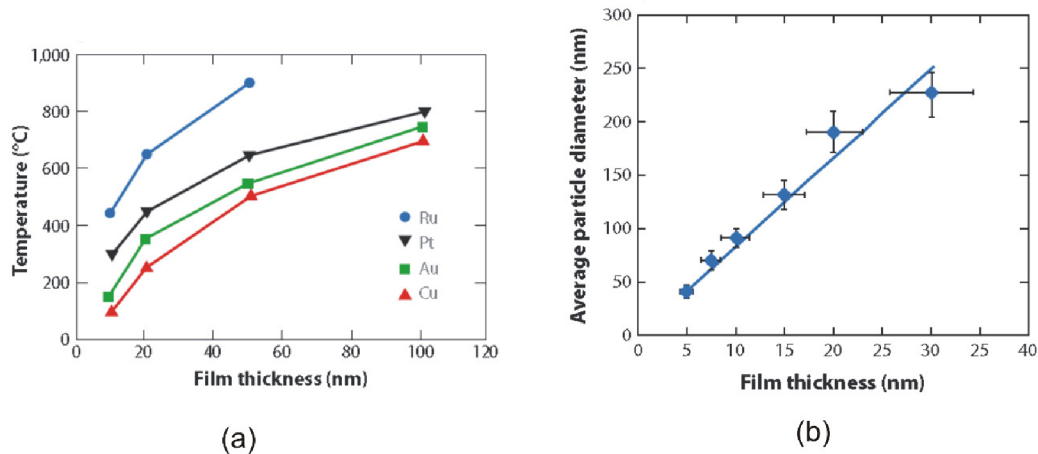 1,000
800
600
400
200
0
Temperature (°C)
Ru
Pt
Au
Cu
0 20 40 60 80 100 120
Film thickness (nm)
(a)
300
250
200
150
100
50
0
Average particle diameter (nm)
0 5 10 15 20 25 30 35 40
Film thickness (nm)
(b)